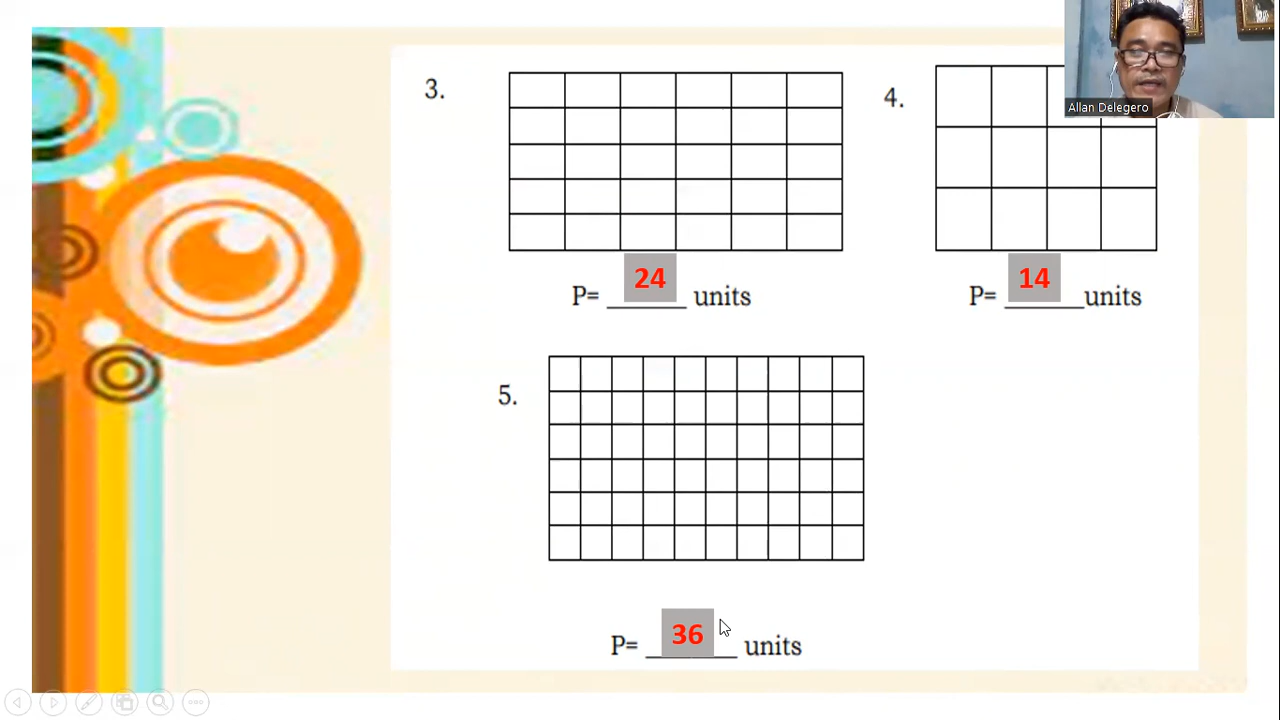 3.
4.
Allan Delegero
P= 24 units
P= 14 units
5.
P= 36 units